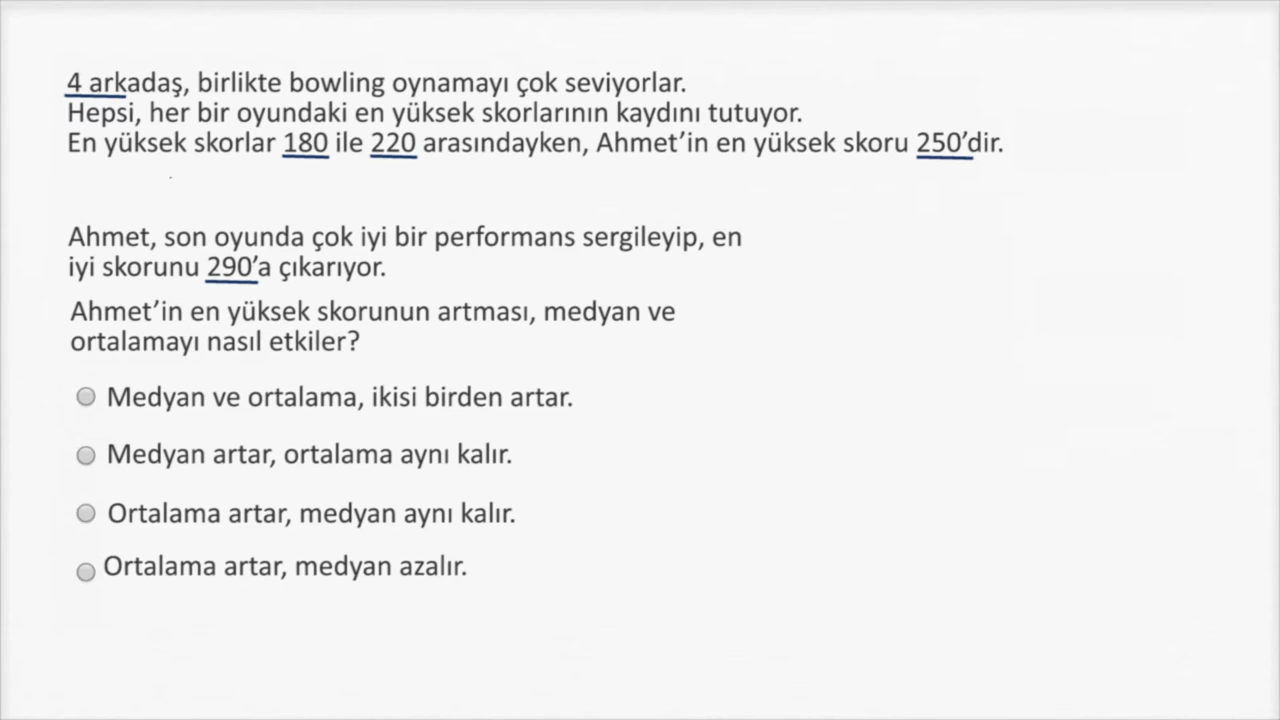 4 arkadaş, birlikte bowling oynamayı çok seviyorlar.
Hepsi, her bir oyundaki en yüksek skorlarının kaydını tutuyor.
En yüksek skorlar 180 ile 220 arasındayken, Ahmet’in en yüksek skoru 250’dir.
Ahmet, son oyunda çok iyi bir performans sergileyip, en
iyi skorunu 290’a çıkarıyor.
Ahmet’in en yüksek skorunun artması, medyan ve
ortalamayı nasıl etkiler?
Medyan ve ortalama, ikisi birden artar.
Medyan artar, ortalama aynı kalır.
Ortalama artar, medyan aynı kalır.
Ortalama artar, medyan azalır.